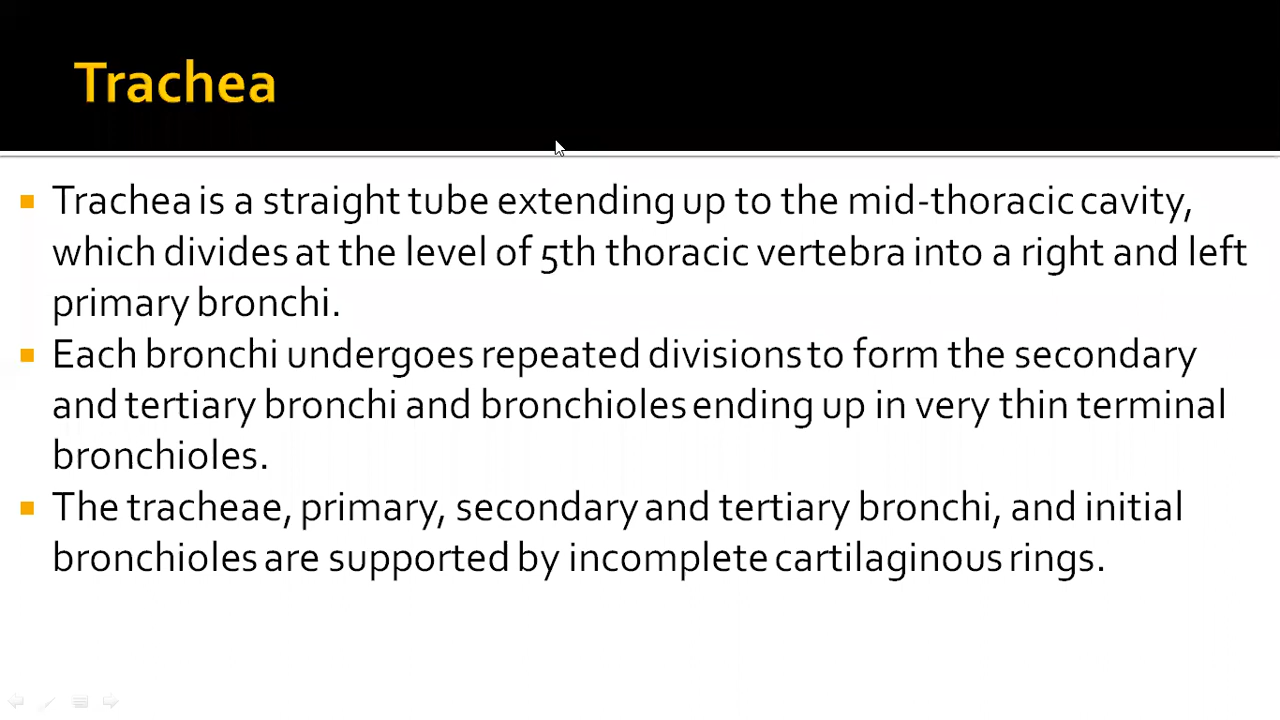 Trachea
Trachea is a straight tube extending up to the mid-thoracic cavity,
which divides at the level of 5th thoracic vertebra into a right and left
primary bronchi.
Each bronchi undergoes repeated divisions to form the secondary
and tertiary bronchi and bronchioles ending up in very thin terminal
bronchioles.
The tracheae, primary, secondary and tertiary bronchi, and initial
bronchioles are supported by incomplete cartilaginous rings.